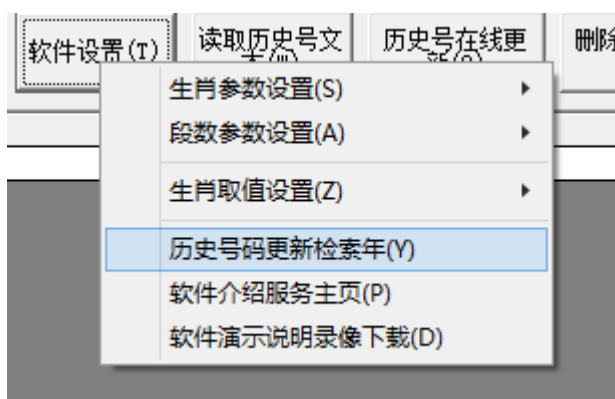 软件设置(T)
读取历史号文
历史号在线更
删除
生肖参数设置(S)
段数参数设置(A)
生肖取值设置(Z)
历史号码更新检索年(Y)
软件介绍服务主页(P)
软件演示说明录像下载(D)